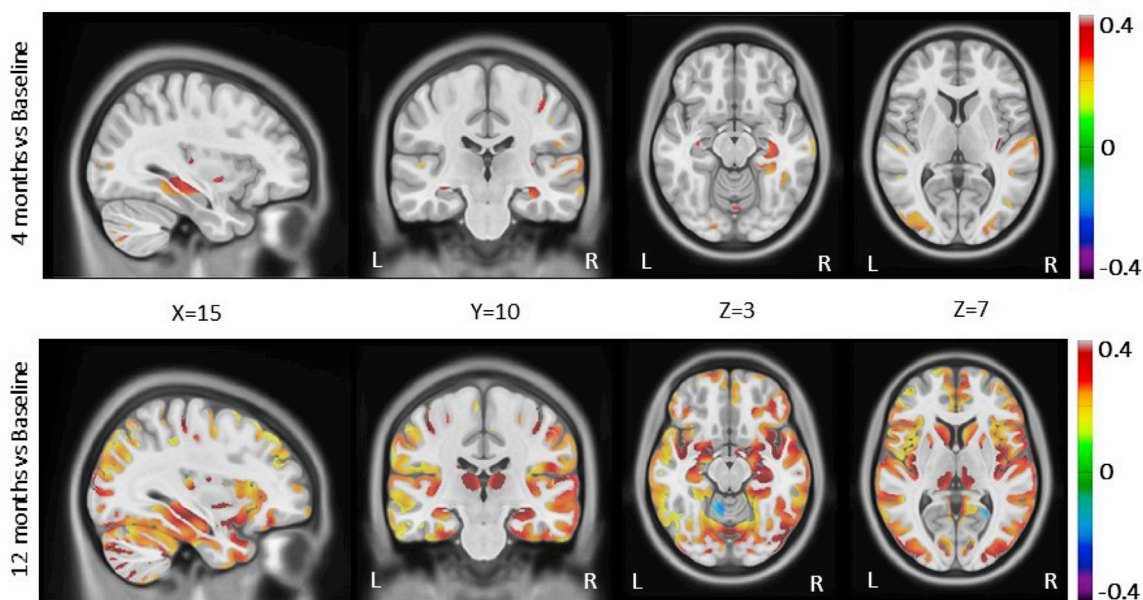 4 months vs Baseline
0.4
0
-0.4
L
R
L
R
L
R
X=15
Y=10
Z=3
Z=7
12 months vs Baseline
0.4
0
-0.4
L
R
L
R
L
R